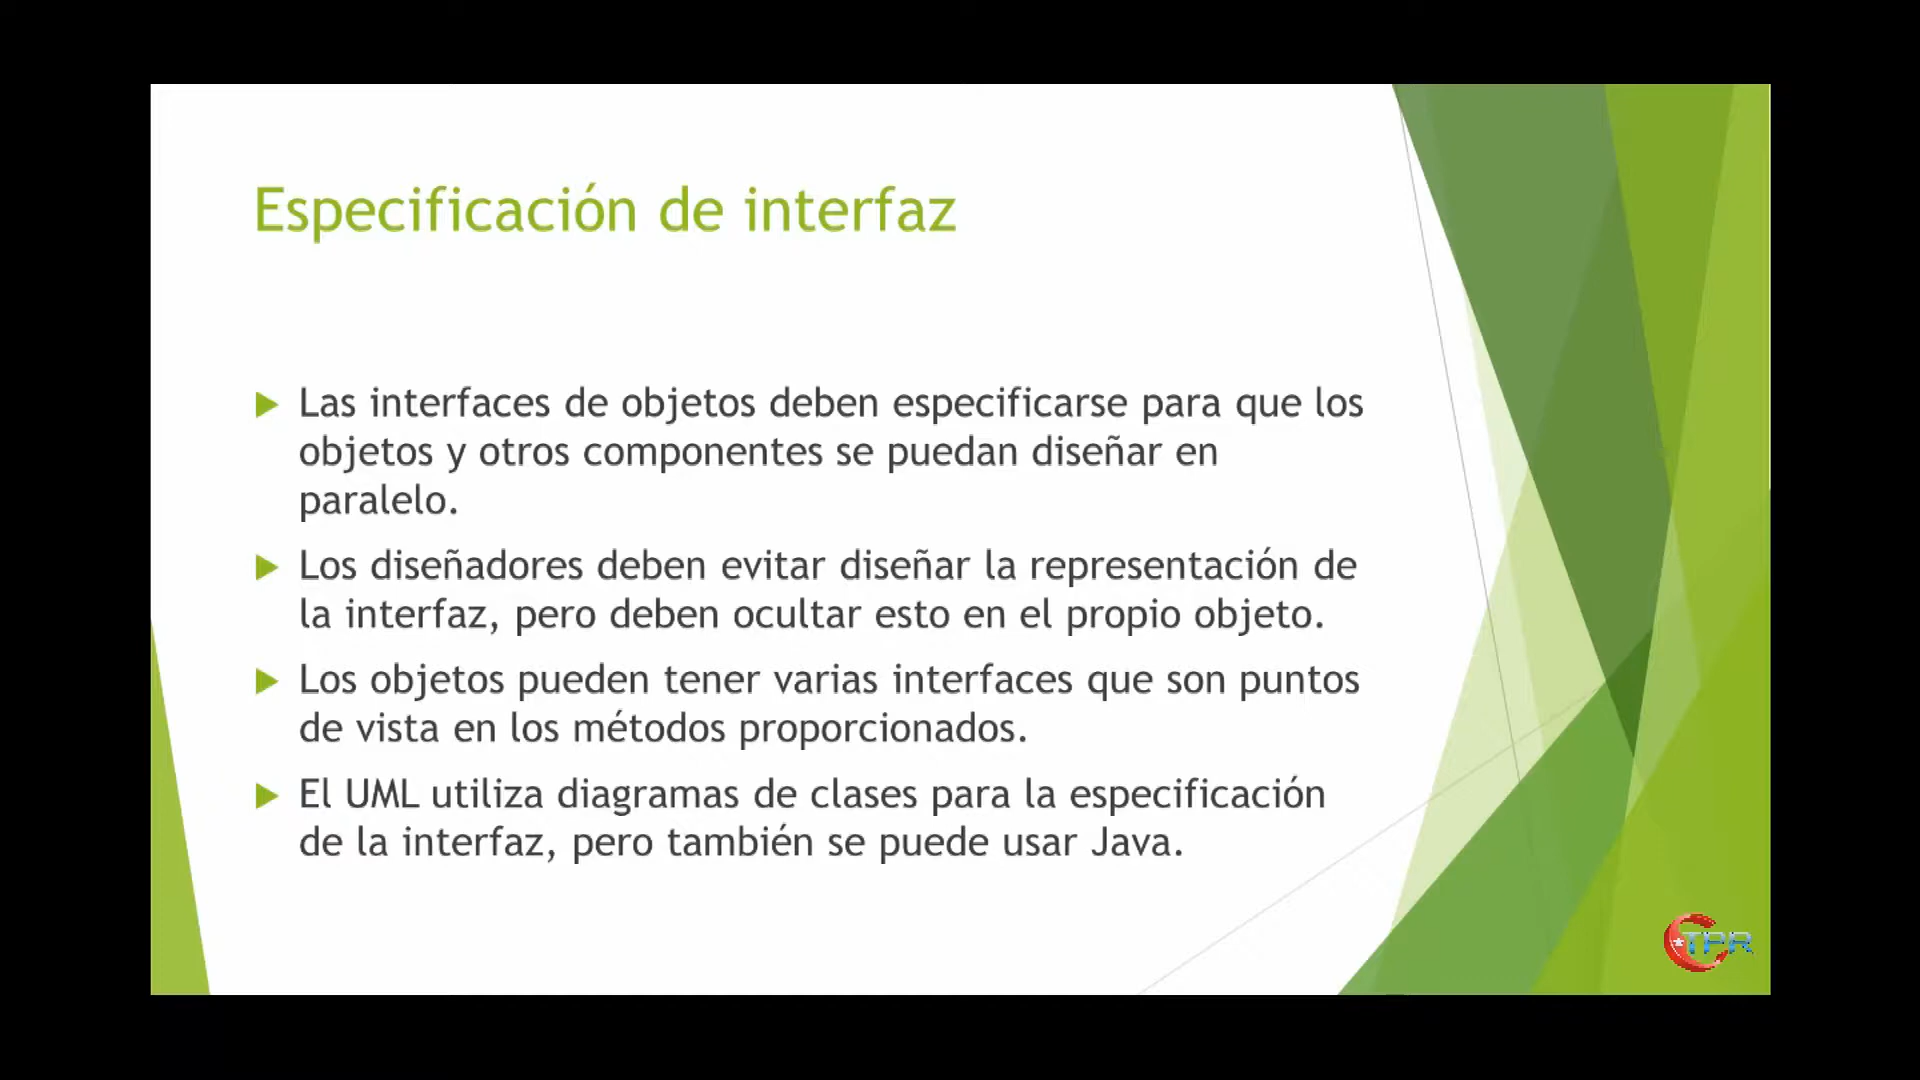 Especificación de interfaz
Las interfaces de objetos deben especificarse para que los
objetos y otros componentes se puedan diseñar en
paralelo.
Los diseñadores deben evitar diseñar la representación de
la interfaz, pero deben ocultar esto en el propio objeto.
Los objetos pueden tener varias interfaces que son puntos
de vista en los métodos proporcionados.
El UML utiliza diagramas de clases para la especificación
de la interfaz, pero también se puede usar Java.
TPR